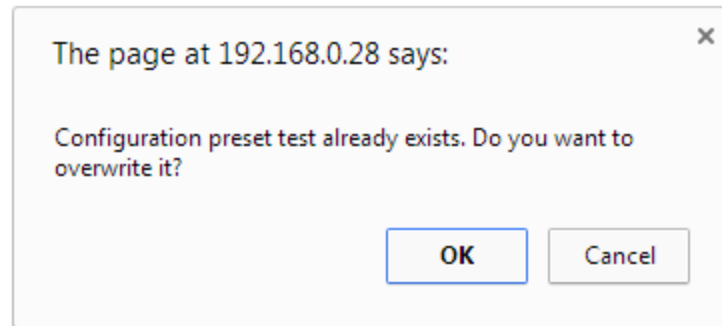 The page at 192.168.0.28 says:
Configuration preset test already exists. Do you want to
overwrite it?
OK
Cancel